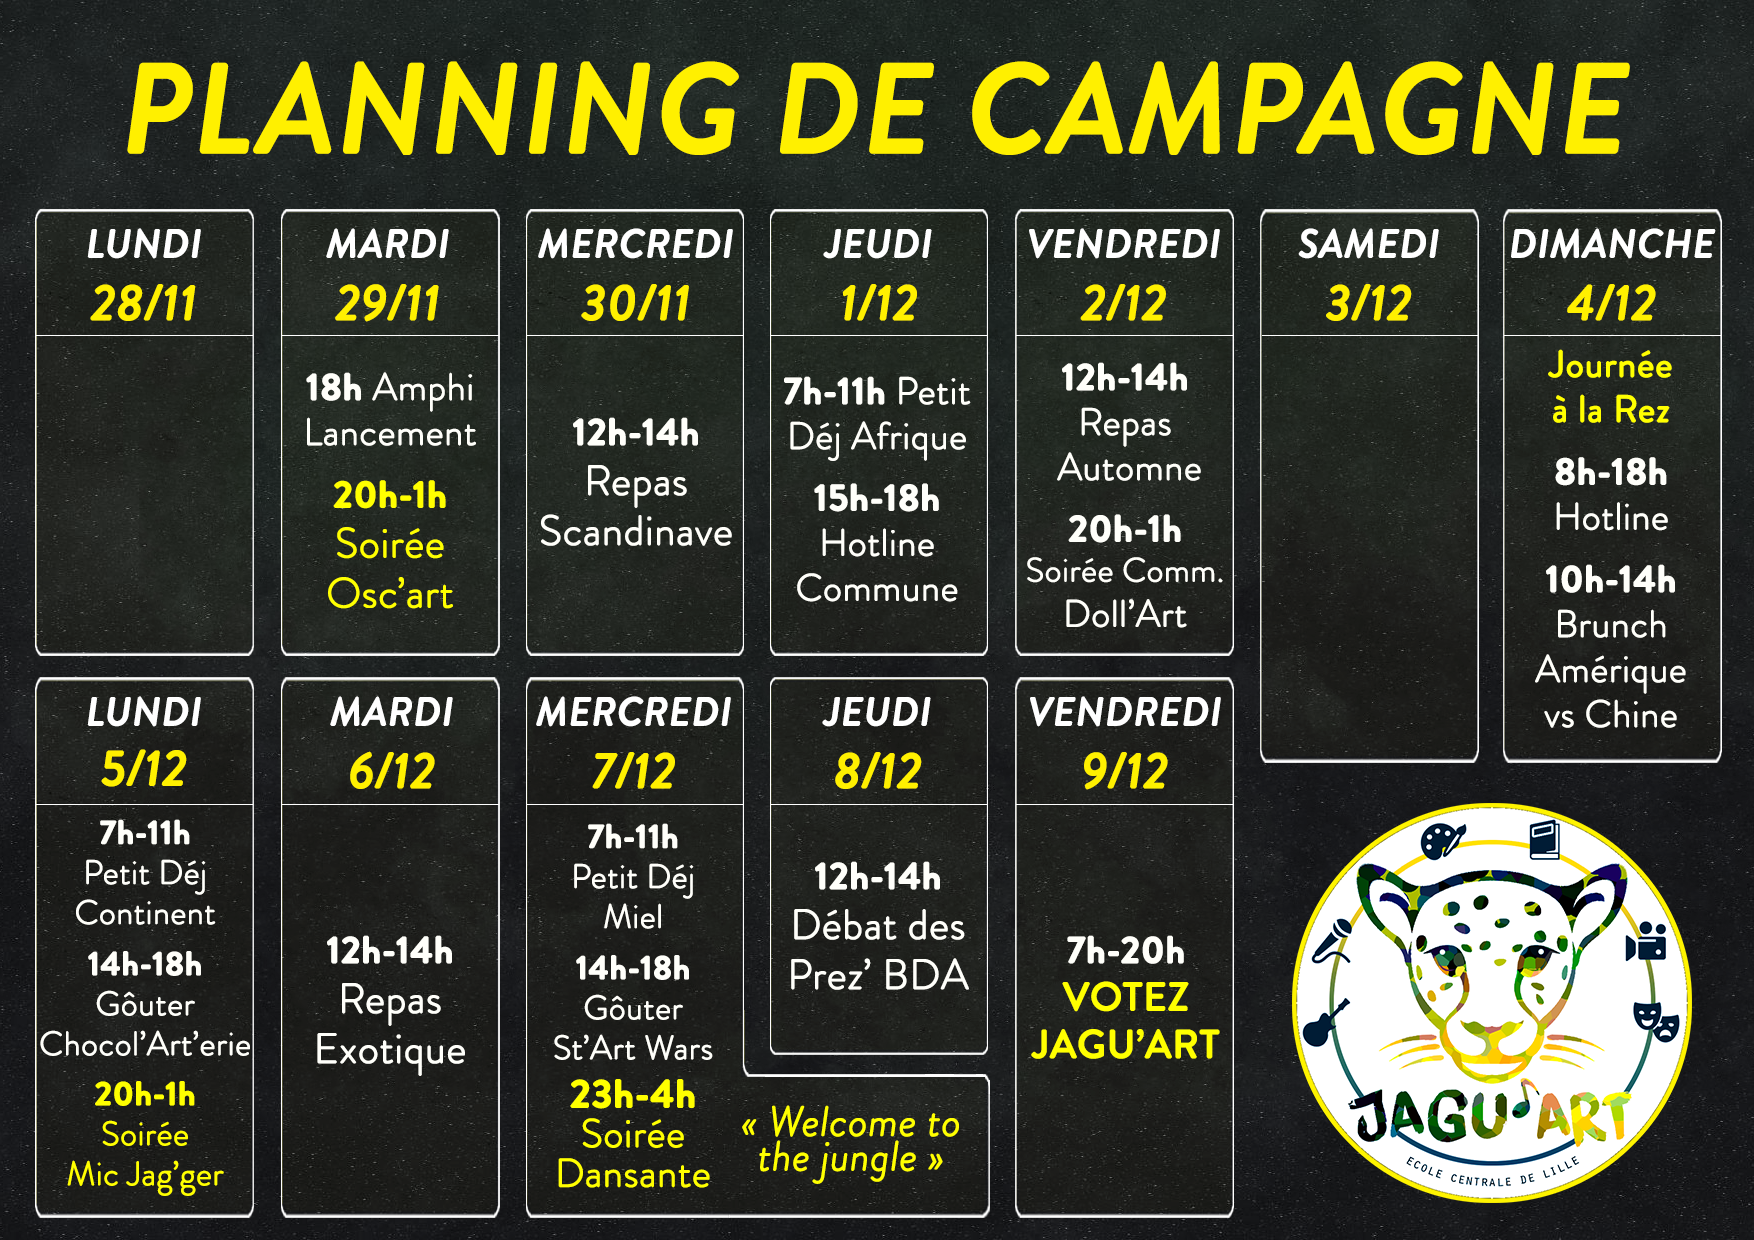 PLANNING DE CAMPAGNE
LUNDI
28/11
MARDI
29/11
18h Amphi
Lancement
20h-1h
Soirée
Osc'art
MERCREDI
30/11
12h-14h
Repas
Scandinave
JEUDI
1/12
7h-11h Petit
Déj Afrique
15h-18h
Hotline
Commune
VENDREDI
2/12
12h-14h
Repas
Automne
20h-1h
Soirée Comm.
Doll'Art
SAMEDI
3/12
DIMANCHE
4/12
Journée
à la Rez
8h-18h
Hotline
10h-14h
Brunch
Amérique
vs Chine
LUNDI
5/12
7h-11h
Petit Déj
Continent
14h-18h
Gôuter
Chocol'Art'erie
20h-1h
Soirée
Mic Jag'ger
MARDI
6/12
12h-14h
Repas
Exotique
MERCREDI
7/12
7h-11h
Petit Déj
Miel
14h-18h
Gôuter
St'Art Wars
23h-4h
Soirée
Dansante
« Welcome to
the jungle »
JEUDI
8/12
12h-14h
Débat des
Prez' BDA
VENDREDI
9/12
7h-20h
VOTEZ
JAGU'ART
JAGU'ART
ECOLE CENTRALE DE LILLE